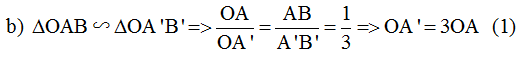 b) ΔOAB ∽ ΔOA'B' => OA/OA' = AB/A'B' = 1/3 => OA' = 3OA (1)